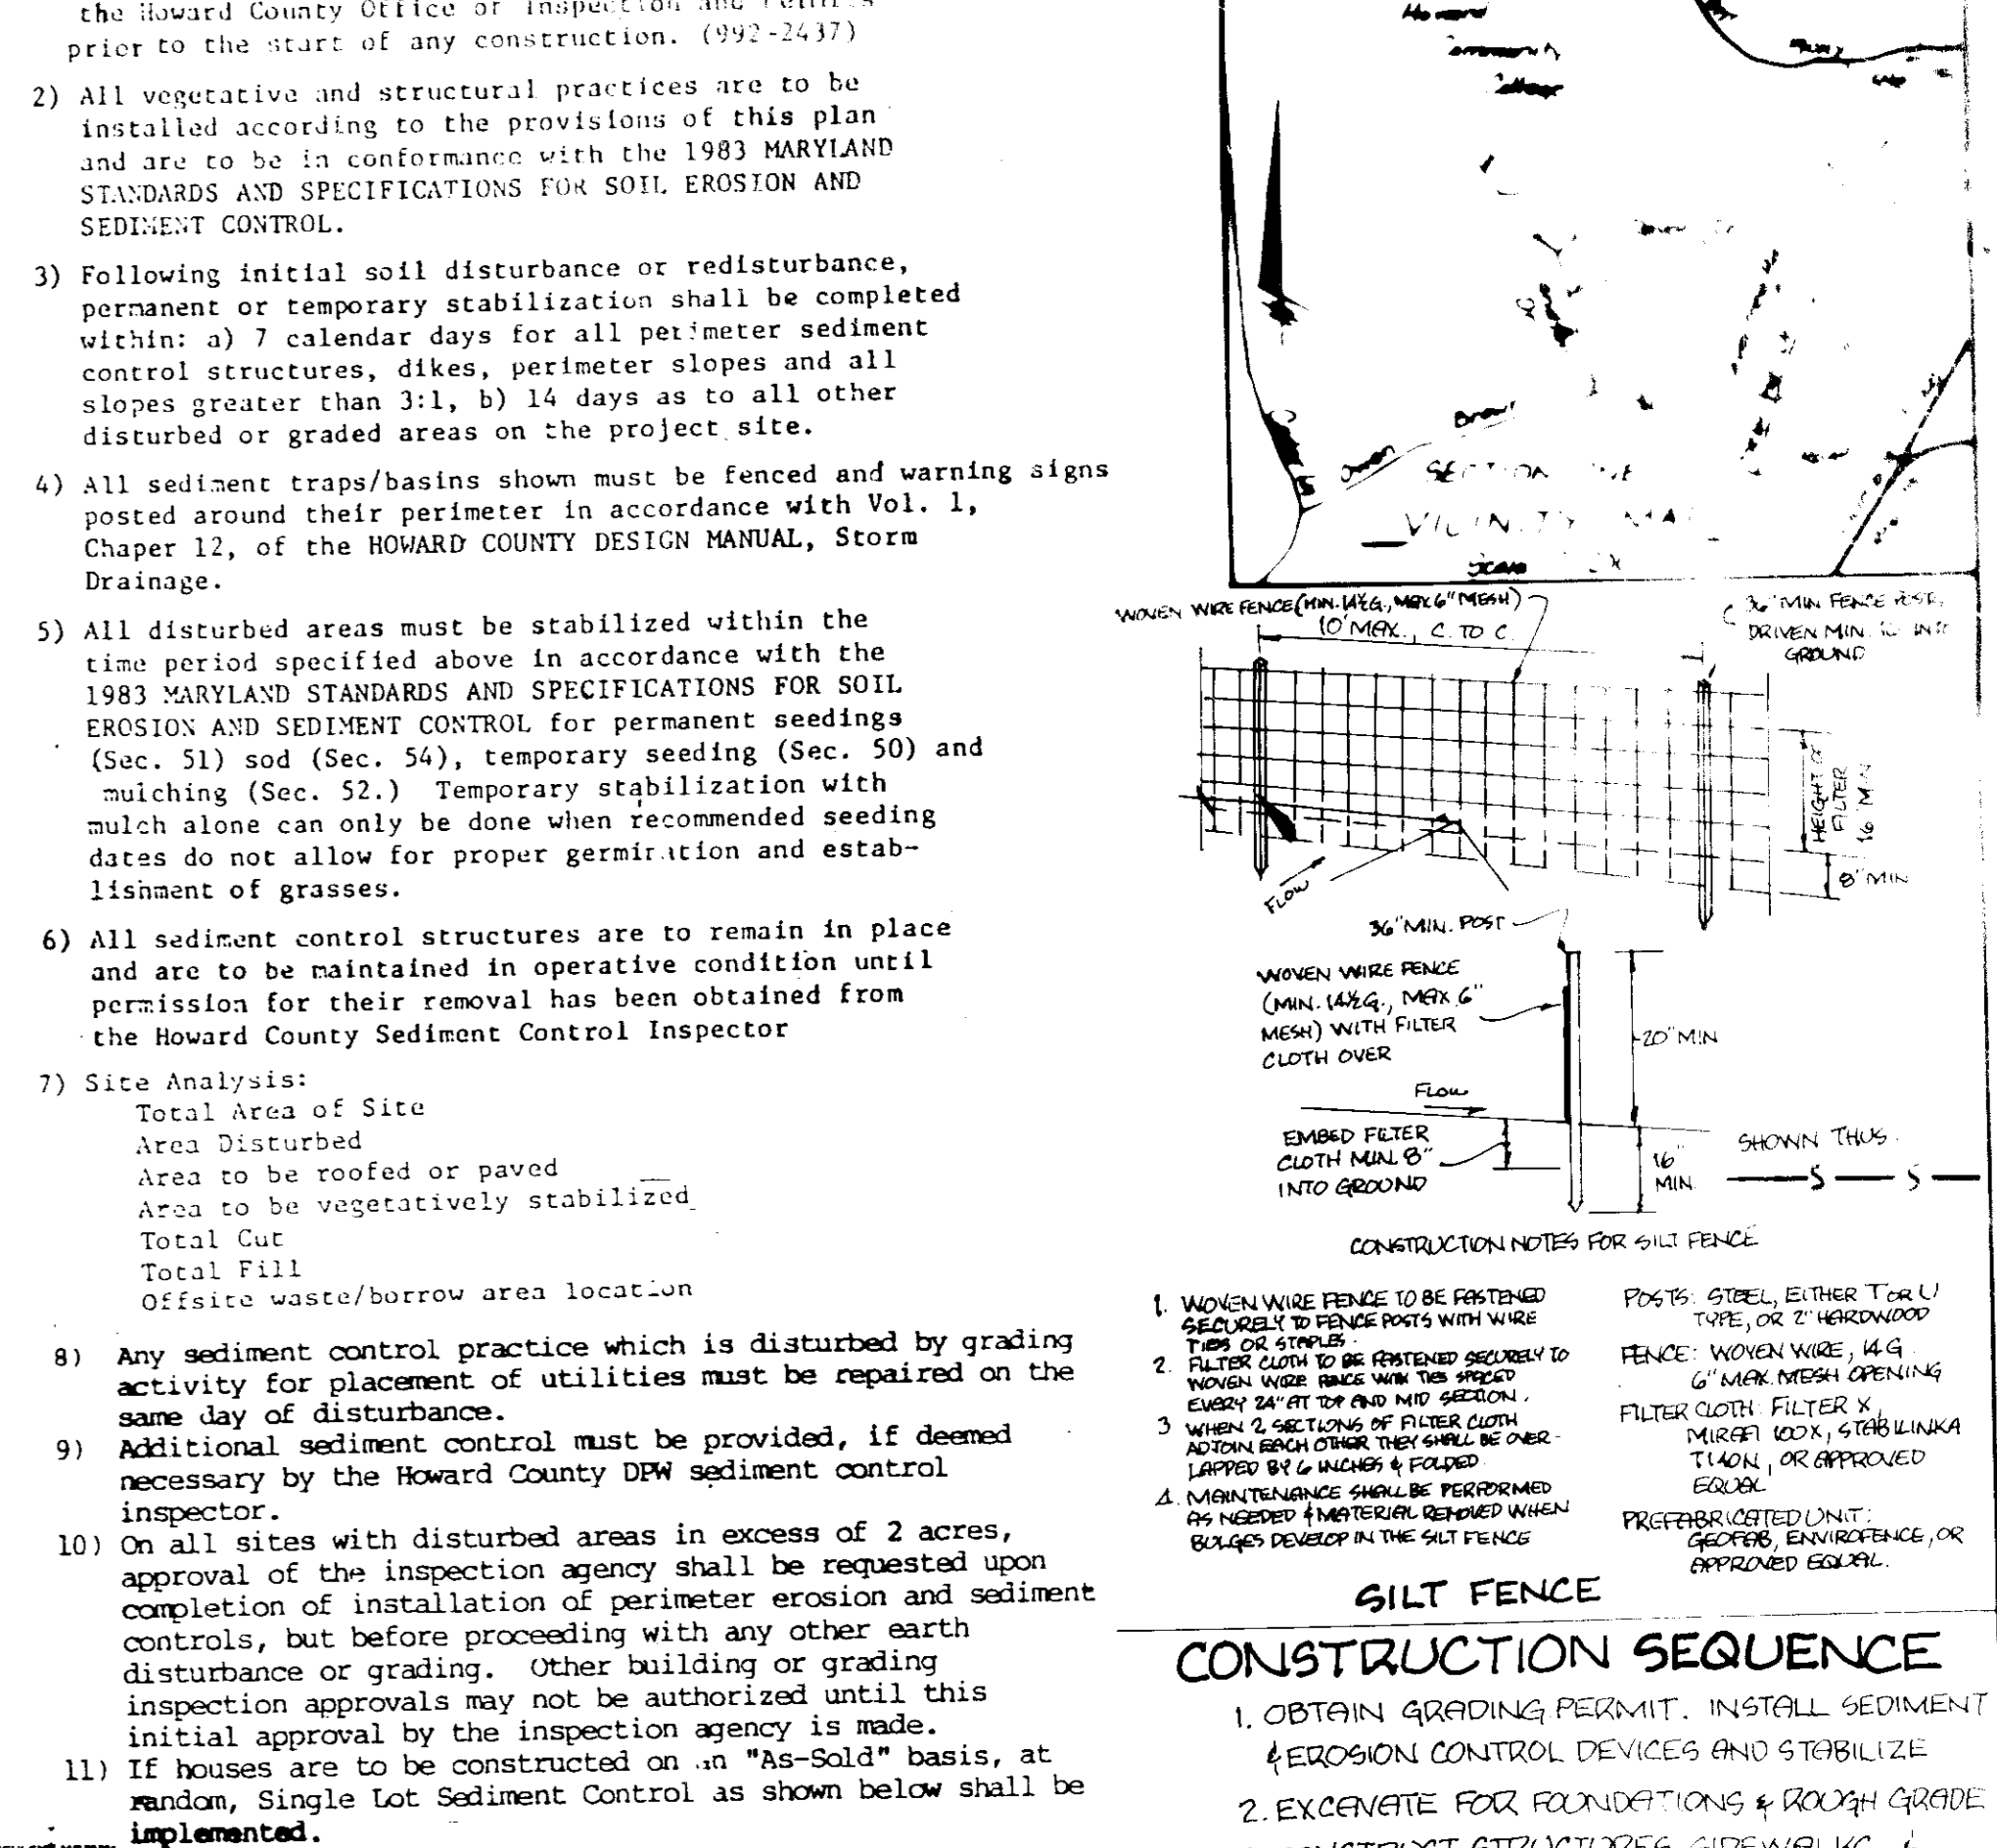 the Howard County Office of Inspection and Permits
prior to the start of any construction. (992-2437)
2) All vegetative and structural practices are to be
installed according to the provisions of this plan
and are to be in conformance with the 1983 MARYLAND
STANDARDS AND SPECIFICATIONS FOR SOIL EROSION AND
SEDIMENT CONTROL.
3) Following initial soil disturbance or redisturbance,
permanent or temporary stabilization shall be completed
within: a) 7 calendar days for all perimeter sediment
control structures, dikes, perimeter slopes and all
slopes greater than 3:1, b) 14 days as to all other
disturbed or graded areas on the project site.
4) All sediment traps/basins shown must be fenced and warning signs
posted around their perimeter in accordance with Vol. 1,
Chaper 12, of the HOWARD COUNTY DESIGN MANUAL, Storm
Drainage.
5) All disturbed areas must be stabilized within the
time period specified above in accordance with the
1983 MARYLAND STANDARDS AND SPECIFICATIONS FOR SOIL
EROSION AND SEDIMENT CONTROL for permanent seedings
(Sec. 51) sod (Sec. 54), temporary seeding (Sec. 50) and
mulching (Sec. 52.) Temporary stabilization with
mulch alone can only be done when recommended seeding
dates do not allow for proper germination and estab-
lishment of grasses.
6) All sediment control structures are to remain in place
and are to be maintained in operative condition until
permission for their removal has been obtained from
the Howard County Sediment Control Inspector
7) Site Analysis:
Total Area of Site
Area Disturbed
Area to be roofed or paved
Area to be vegetatively stabilized
Total Cut
Total Fill
Offsite waste/borrow area location
8) Any sediment control practice which is disturbed by grading
activity for placement of utilities must be repaired on the
same day of disturbance.
9) Additional sediment control must be provided, if deemed
necessary by the Howard County DPW sediment control
inspector.
10) On all sites with disturbed areas in excess of 2 acres,
approval of the inspection agency shall be requested upon
completion of installation of perimeter erosion and sediment
controls, but before proceeding with any other earth
disturbance or grading. Other building or grading
inspection approvals may not be authorized until this
initial approval by the inspection agency is made.
11) If houses are to be constructed on an "As-Sold" basis, at
random, Single Lot Sediment Control as shown below shall be
implemented.
Howard
SECTION
VICINITY MAP
WOVEN WIRE FENCE (MIN. 14½G., MAX 6" MESH)
10' MAX., C. TO C.
36" MIN FENCE POST,
DRIVEN MIN. 16" INTO
GROUND
HEIGHT OF
FILTER
16" MIN
8" MIN
FLOW
36" MIN. POST
WOVEN WIRE FENCE
(MIN. 14½G., MAX 6"
MESH) WITH FILTER
CLOTH OVER
20" MIN
FLOW
EMBED FILTER
CLOTH MIN. 8"
INTO GROUND
16"
MIN.
SHOWN THUS
S S
CONSTRUCTION NOTES FOR SILT FENCE
1. WOVEN WIRE FENCE TO BE FASTENED
SECURELY TO FENCE POSTS WITH WIRE
TIES OR STAPLES.
2. FILTER CLOTH TO BE FASTENED SECURELY TO
WOVEN WIRE FENCE WITH TIES SPACED
EVERY 24" AT TOP AND MID SECTION.
3 WHEN 2 SECTIONS OF FILTER CLOTH
ADJOIN EACH OTHER THEY SHALL BE OVER-
LAPPED BY 6 INCHES & FOLDED
4. MAINTENANCE SHALL BE PERFORMED
AS NEEDED & MATERIAL REMOVED WHEN
BULGES DEVELOP IN THE SILT FENCE
POSTS: STEEL, EITHER T OR U
TYPE, OR 2" HARDWOOD
FENCE: WOVEN WIRE, 14 G.
6" MAX. MESH OPENING
FILTER CLOTH: FILTER X,
MIRAFI 100X, STABILINKA
T140N, OR APPROVED
EQUAL
PREFABRICATED UNIT:
GEOFAB, ENVIROFENCE, OR
APPROVED EQUAL.
SILT FENCE
CONSTRUCTION SEQUENCE
1. OBTAIN GRADING PERMIT. INSTALL SEDIMENT
& EROSION CONTROL DEVICES AND STABILIZE
2. EXCAVATE FOR FOUNDATIONS & ROUGH GRADE
CONSTRUCT STRUCTURES, SIDEWALKS &